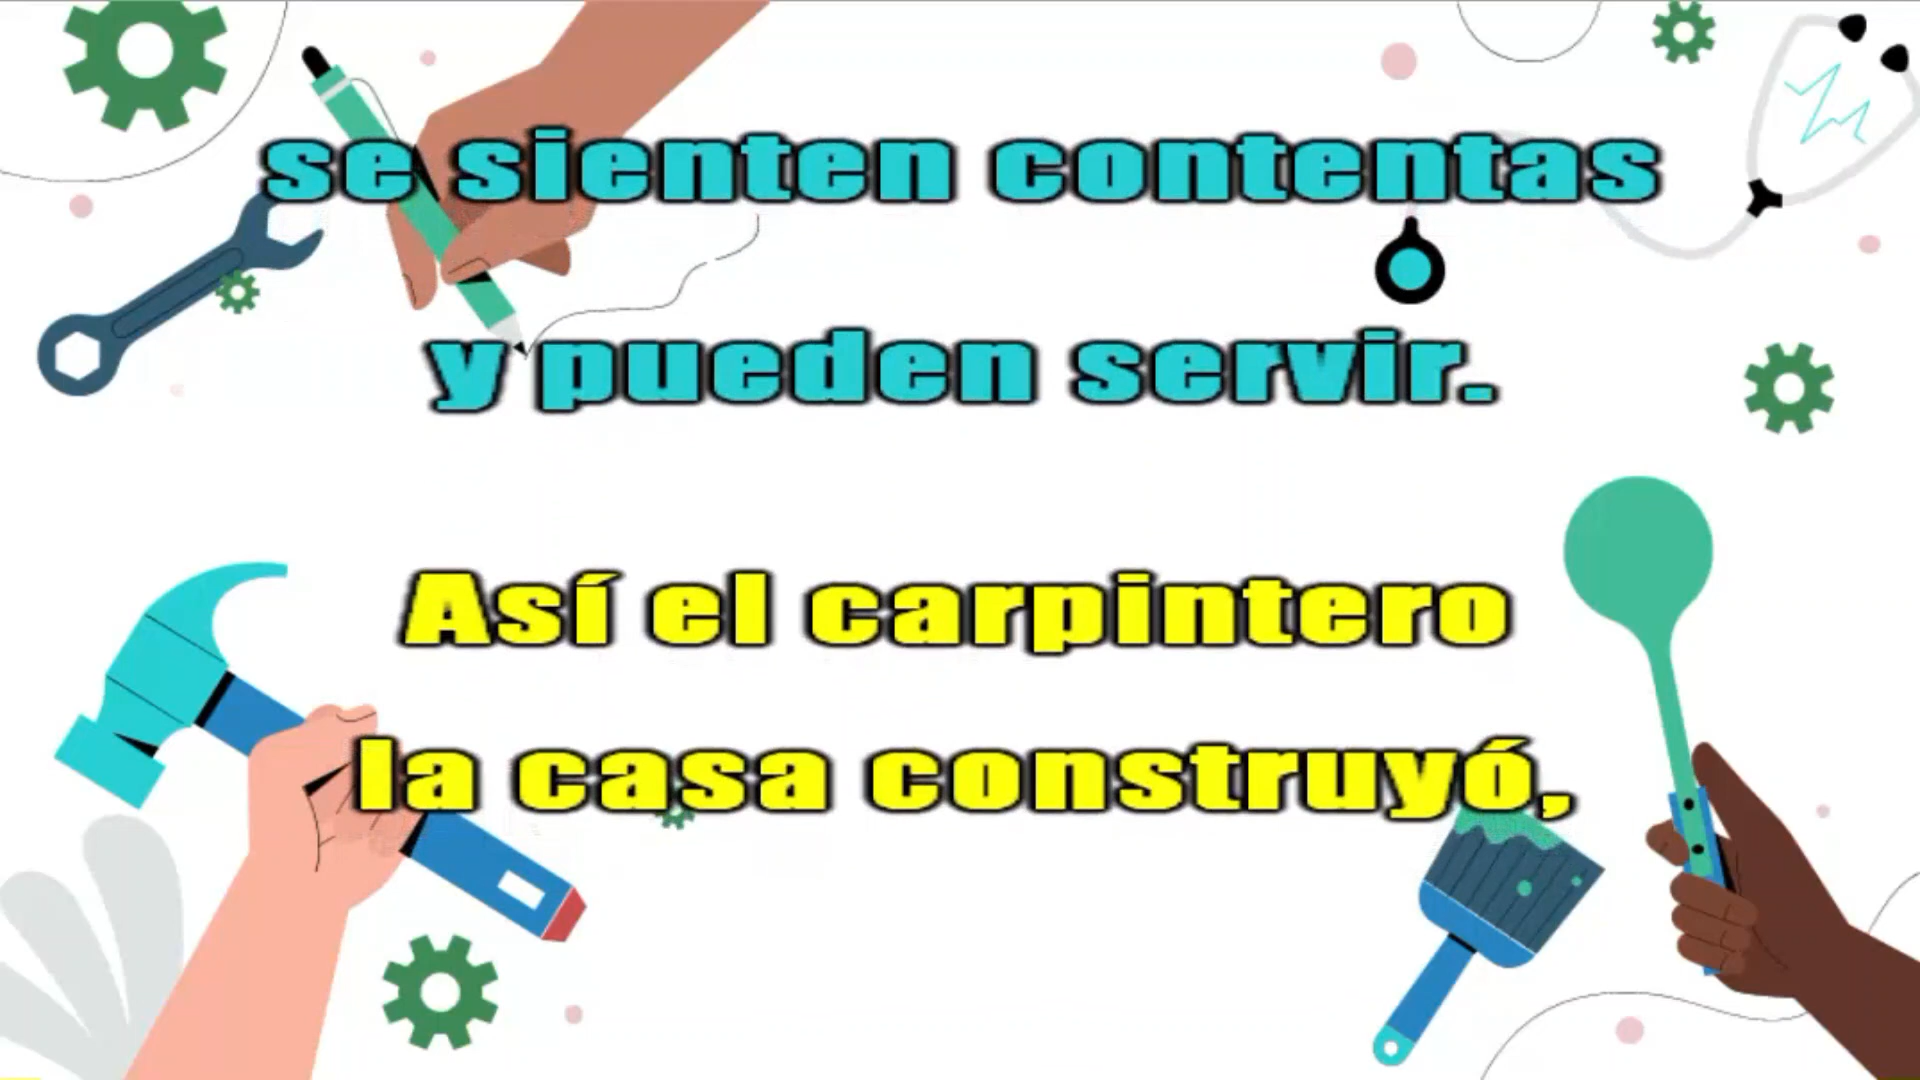 se sienten contentas
y pueden servir.
Así el carpintero
la casa construyó,